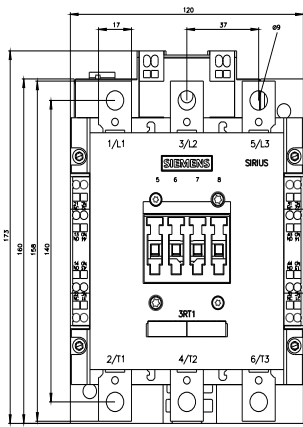 120
17
37
ø9
1/L1
3/L2
5/L3
SIEMENS
SIRIUS
5 6 7 8
173
160
158
140
3RT1
2/T1
4/T2
6/T3